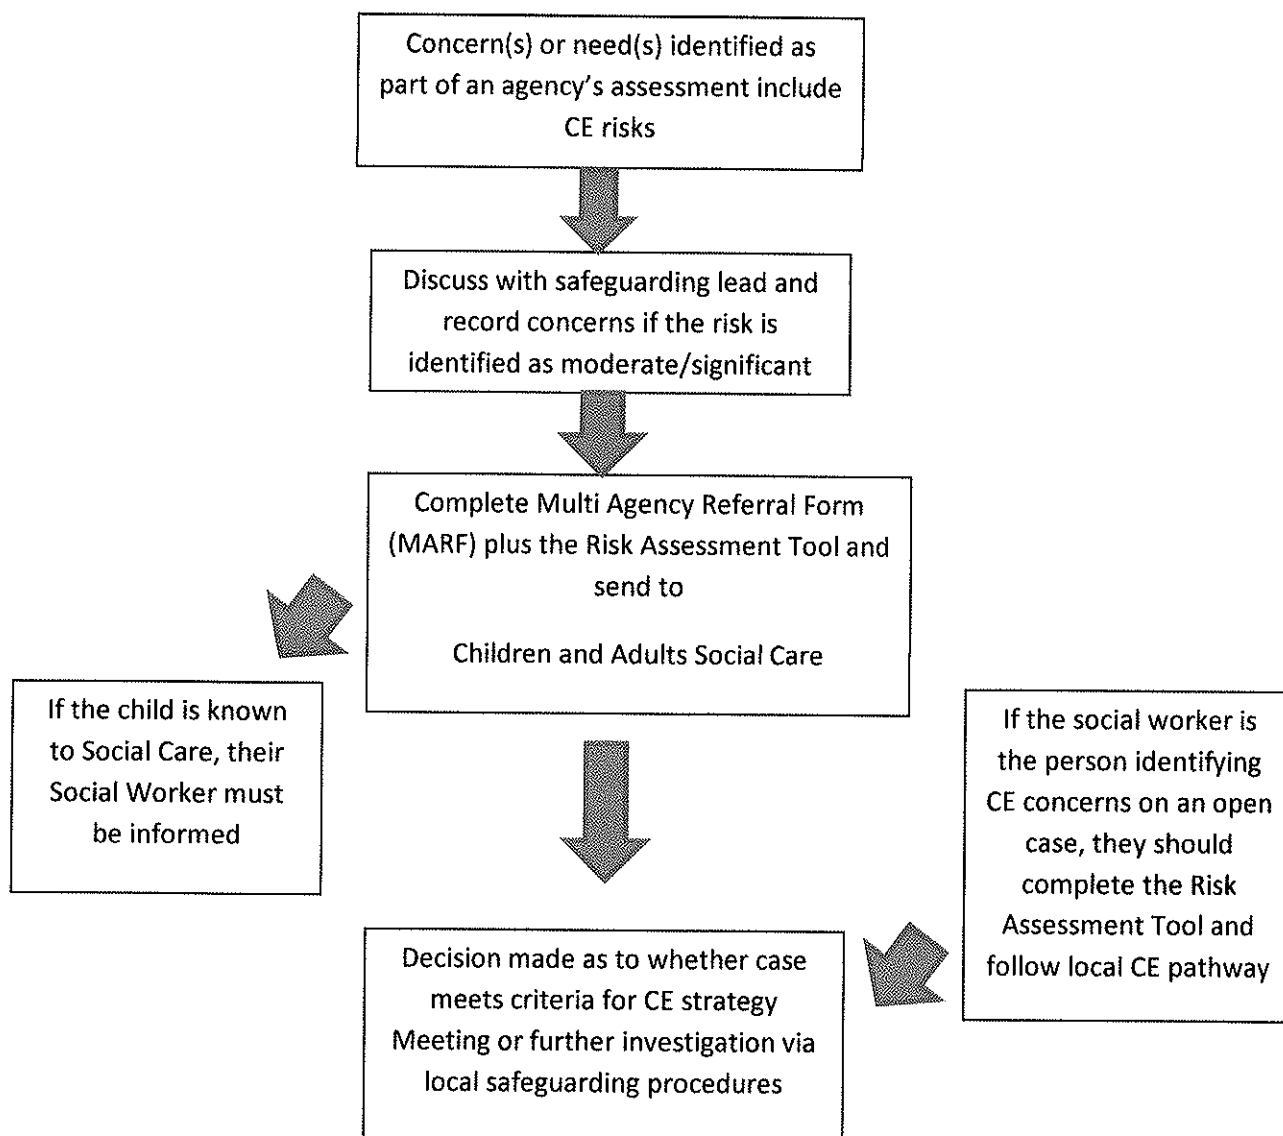 Concern(s) or need(s) identified as
part of an agency's assessment include
CE risks
Discuss with safeguarding lead and
record concerns if the risk is
identified as moderate/significant
Complete Multi Agency Referral Form
(MARF) plus the Risk Assessment Tool and
send to
Children and Adults Social Care
If the child is known
to Social Care, their
Social Worker must
be informed
If the social worker is
the person identifying
CE concerns on an open
case, they should
complete the Risk
Assessment Tool and
follow local CE pathway
Decision made as to whether case
meets criteria for CE strategy
Meeting or further investigation via
local safeguarding procedures